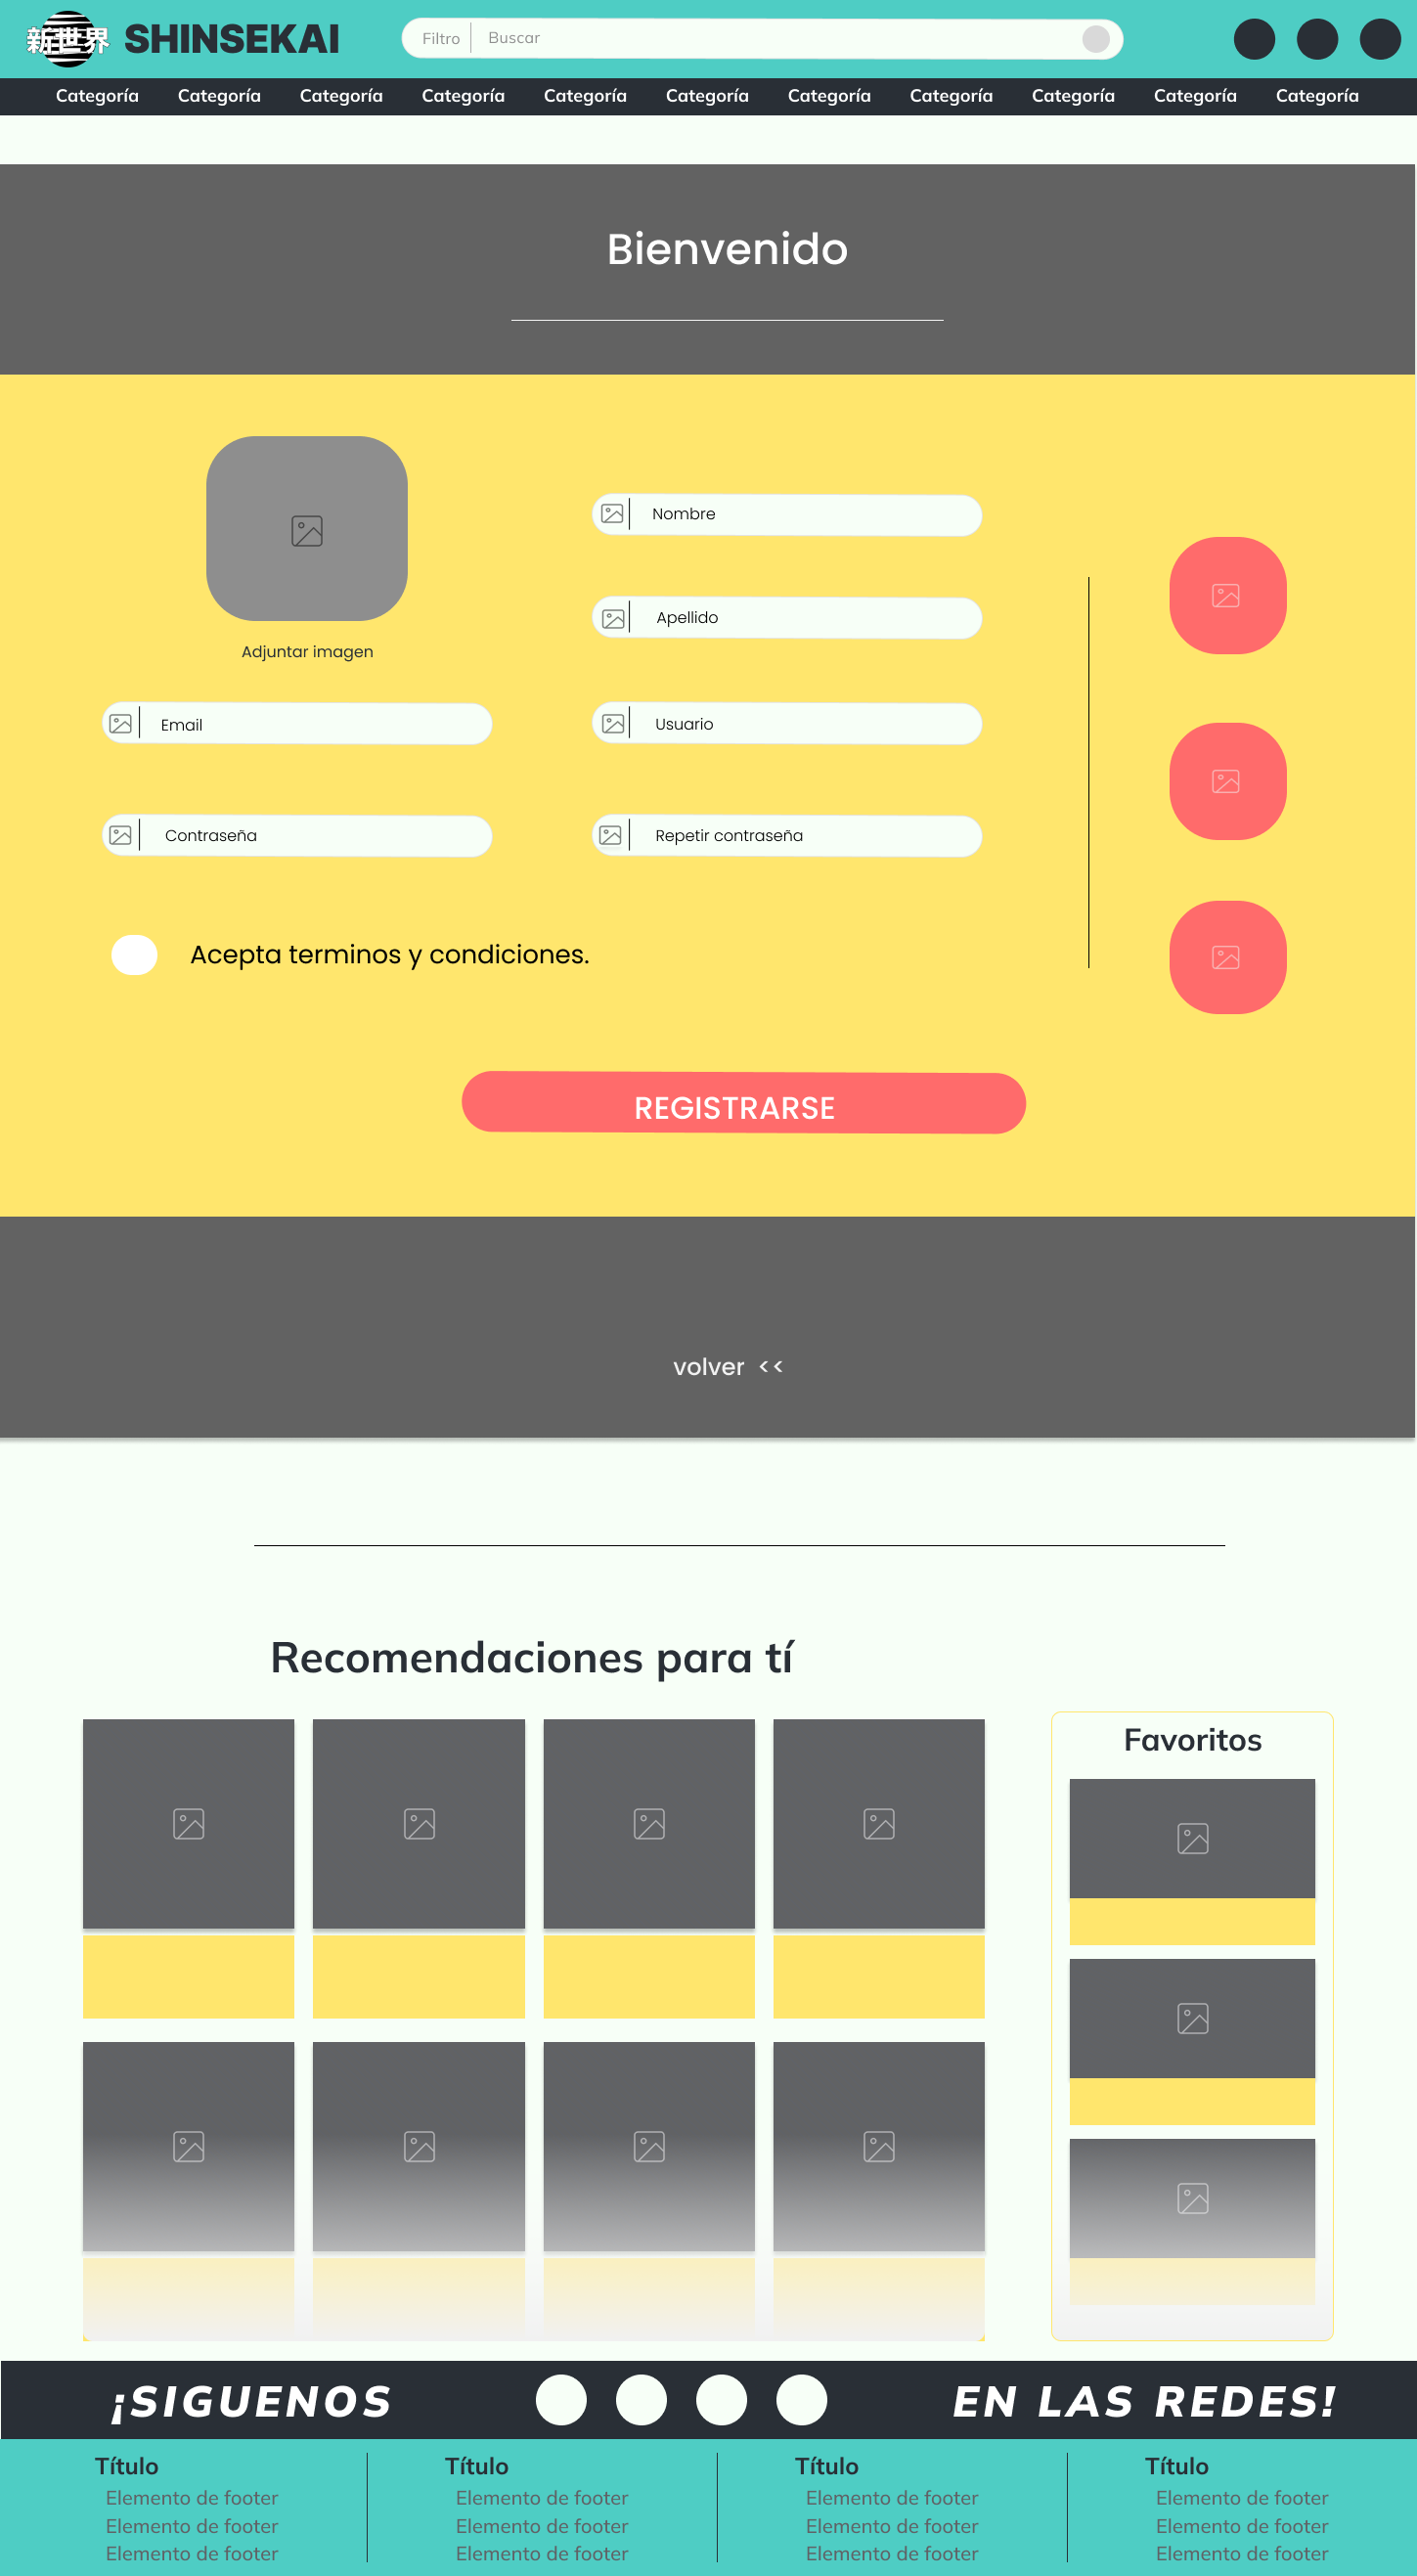 新世界 SHINSEKAI
Filtro Buscar
Categoría Categoría Categoría Categoría Categoría Categoría Categoría Categoría Categoría Categoría Categoría
Bienvenido
Nombre
Apellido
Adjuntar imagen
Email
Usuario
Contraseña
Repetir contraseña
Acepta terminos y condiciones.
REGISTRARSE
volver <<
Recomendaciones para tí
Favoritos
¡SIGUENOS EN LAS REDES!
Título Título Título Título
Elemento de footer Elemento de footer Elemento de footer Elemento de footer
Elemento de footer Elemento de footer Elemento de footer Elemento de footer
Elemento de footer Elemento de footer Elemento de footer Elemento de footer